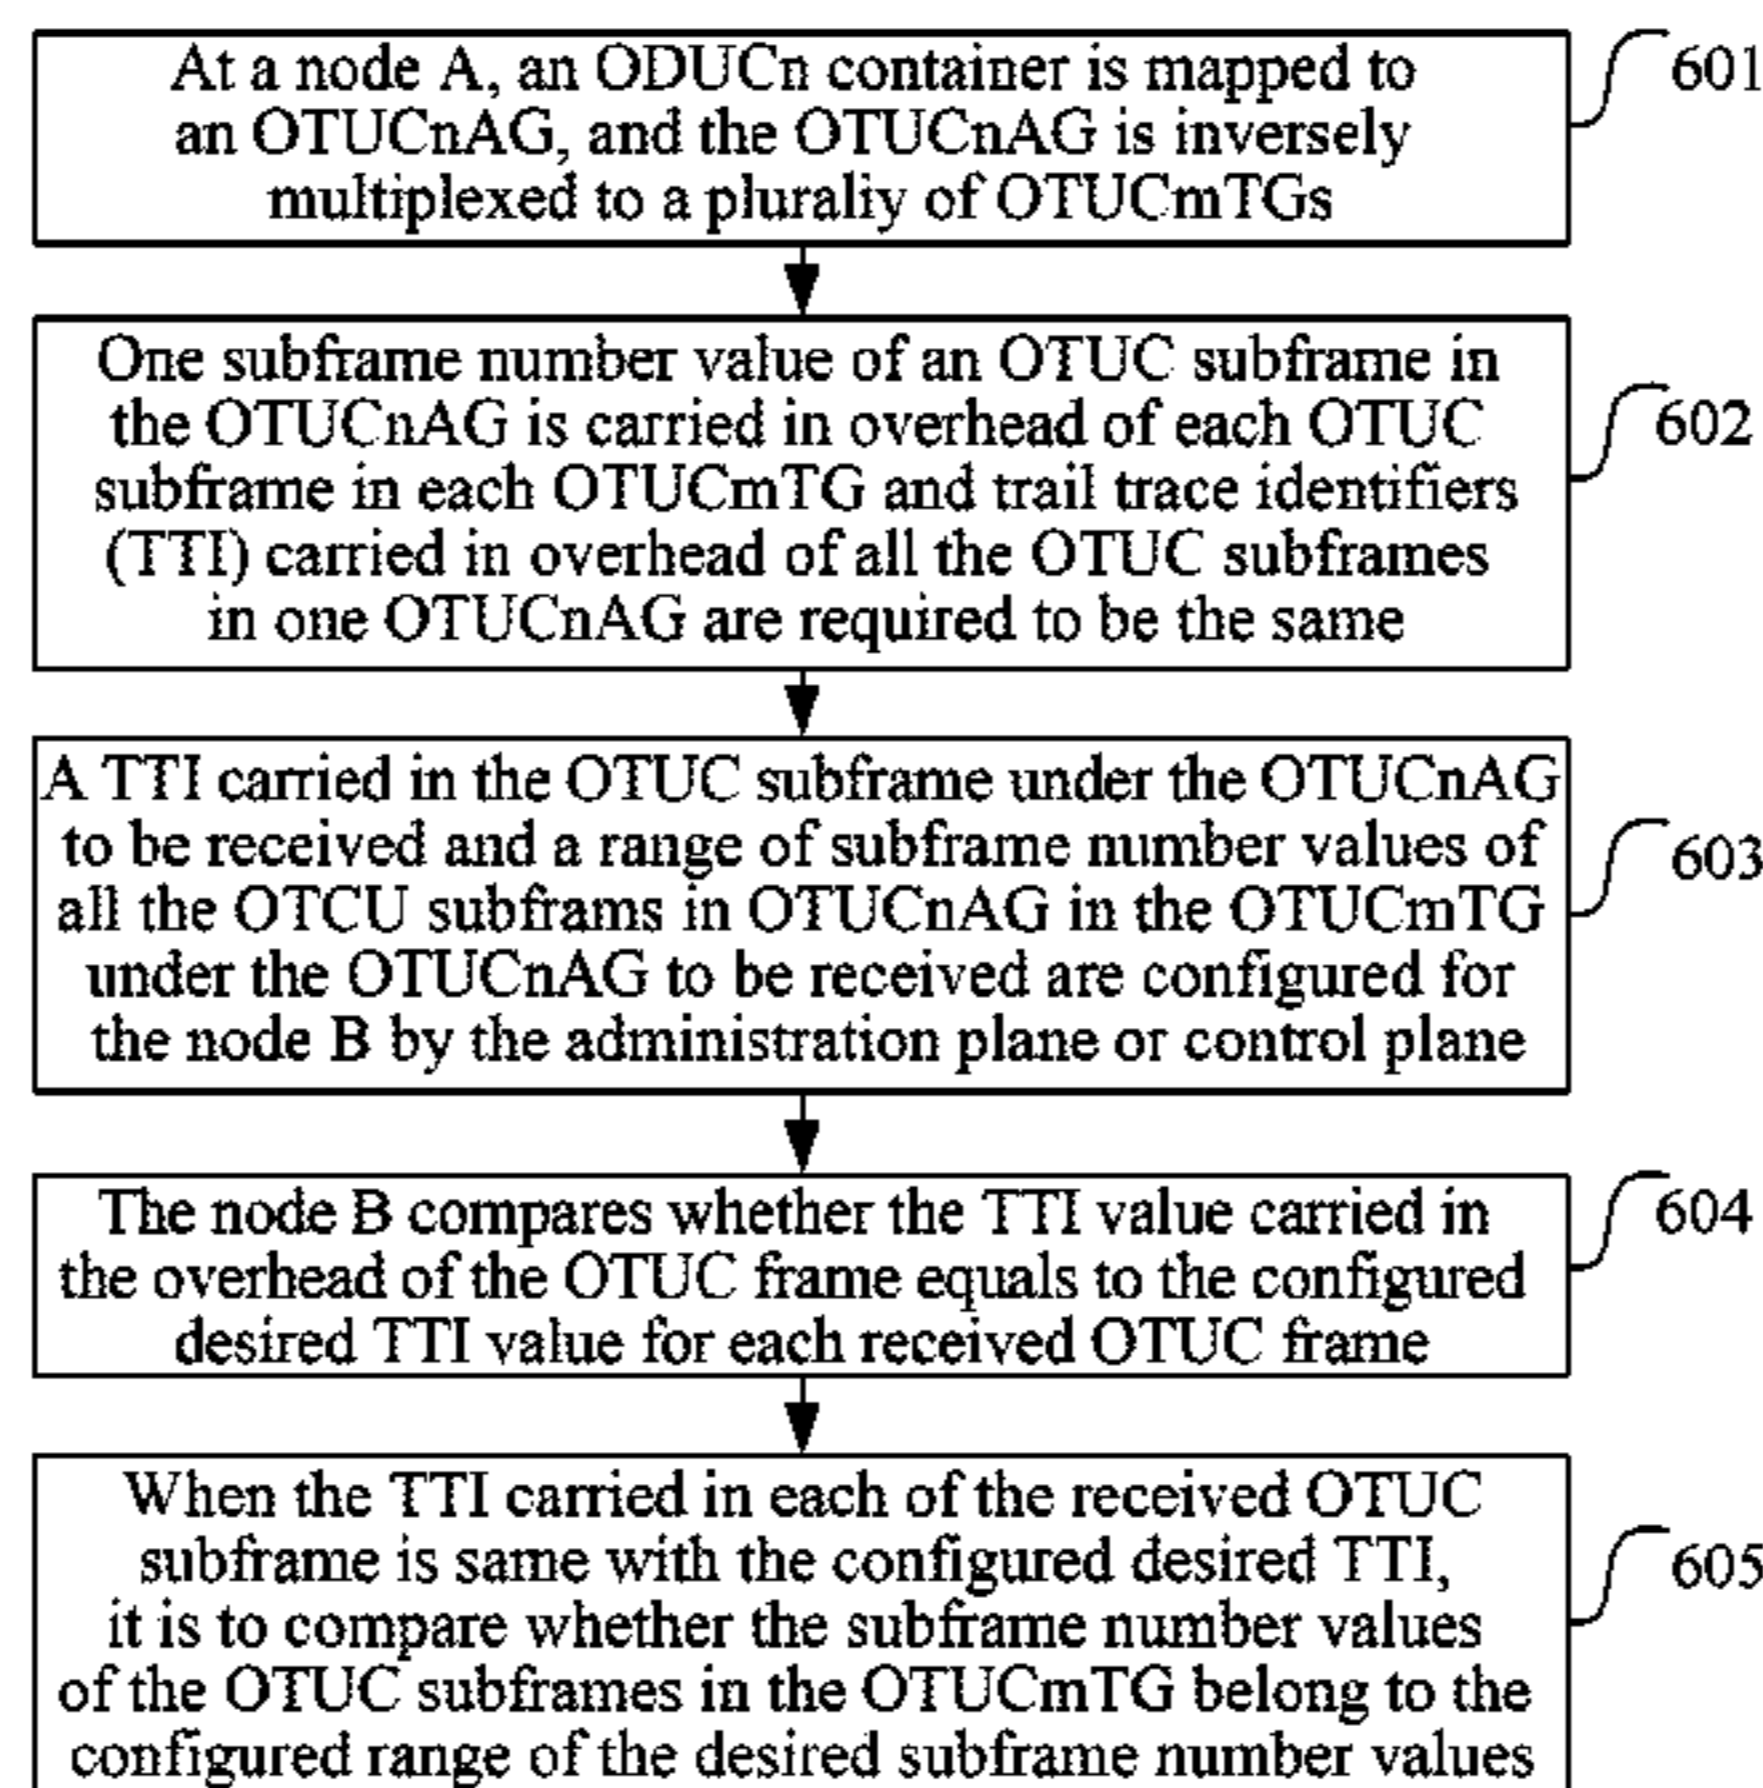 At a node A, an ODUCn container is mapped to
an OTUCnAG, and the OTUCnAG is inversely
multiplexed to a pluraliy of OTUCmTGs
601
One subframe number value of an OTUC subframe in
the OTUCnAG is carried in overhead of each OTUC
subframe in each OTUCmTG and trail trace identifiers
(TTI) carried in overhead of all the OTUC subframes
in one OTUCnAG are required to be the same
602
A TTI carried in the OTUC subframe under the OTUCnAG
to be received and a range of subframe number values of
all the OTCU subframs in OTUCnAG in the OTUCmTG
under the OTUCnAG to be received are configured for
the node B by the administration plane or control plane
603
The node B compares whether the TTI value carried in
the overhead of the OTUC frame equals to the configured
desired TTI value for each received OTUC frame
604
When the TTI carried in each of the received OTUC
subframe is same with the configured desired TTI,
it is to compare whether the subframe number values
of the OTUC subframes in the OTUCmTG belong to the
configured range of the desired subframe number values
605